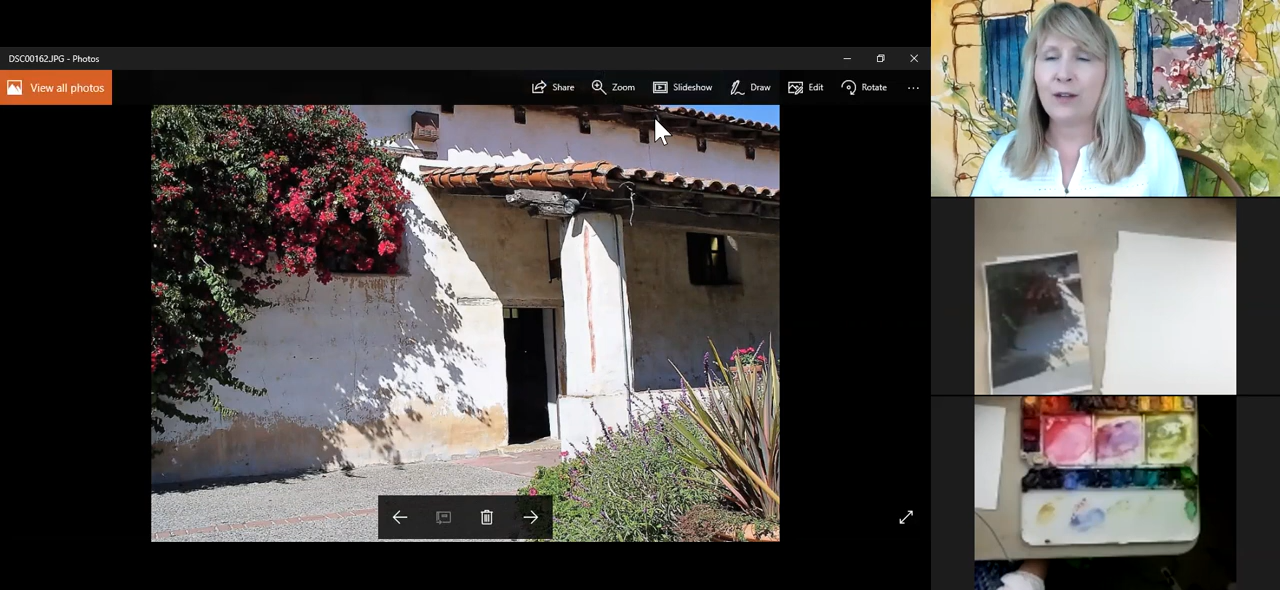 DSC00162.JPG - Photos
View all photos
Share Zoom Slideshow Draw Edit Rotate ...